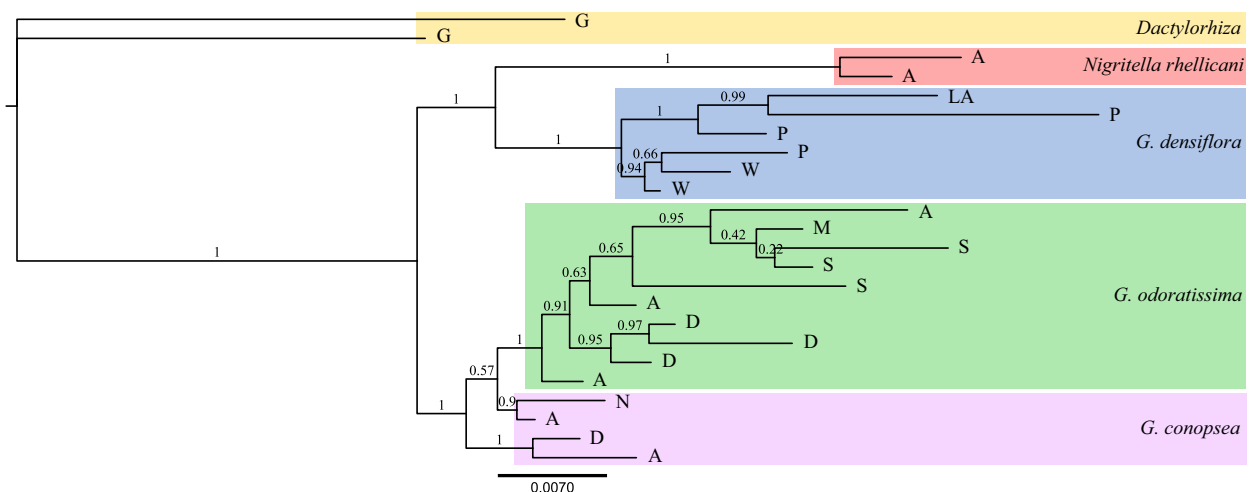 G
Dactylorhiza
G
1
A
Nigritella rhellicani
A
1
0.99
LA
1
P
1
P
G. densiflora
0.66
P
0.94
W
W
0.95
A
0.42
M
0.65
0.22
S
1
S
0.63
S
G. odoratissima
0.91
A
0.97
D
1
0.95
D
D
0.57
A
0.9
N
1
A
G. conopsea
1
D
A
0.0070